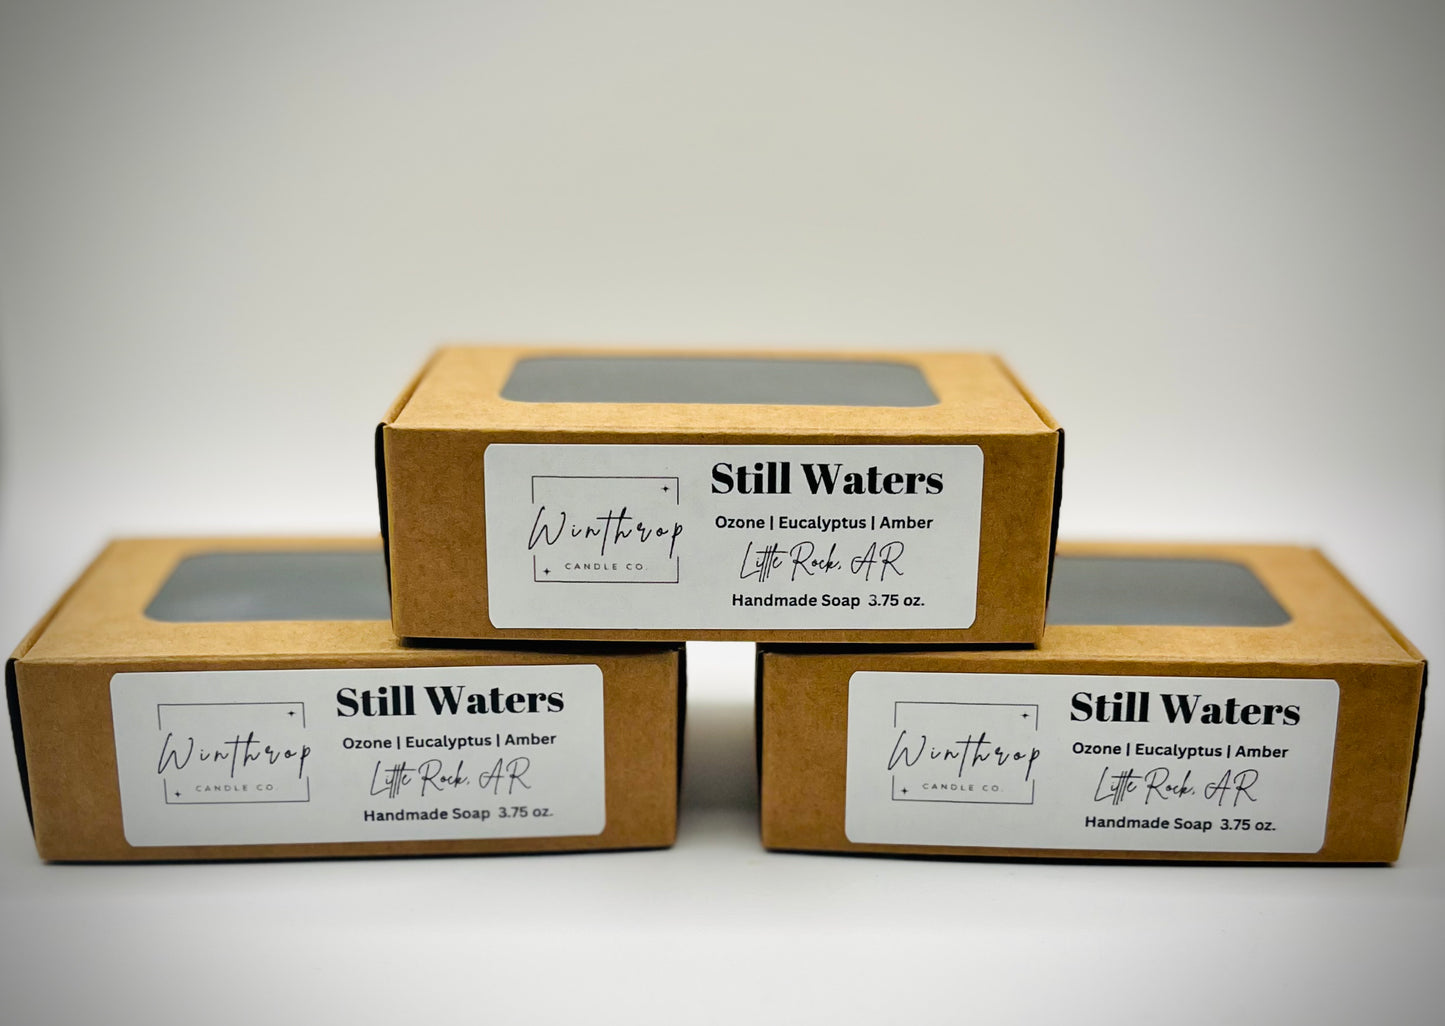 Winthrop
CANDLE CO.
Still Waters
Ozone | Eucalyptus | Amber
Little Rock, AR
Handmade Soap 3.75 oz.
Winthrop
CANDLE CO.
Still Waters
Ozone | Eucalyptus | Amber
Little Rock, AR
Handmade Soap 3.75 oz.
Winthrop
CANDLE CO.
Still Waters
Ozone | Eucalyptus | Amber
Little Rock, AR
Handmade Soap 3.75 oz.